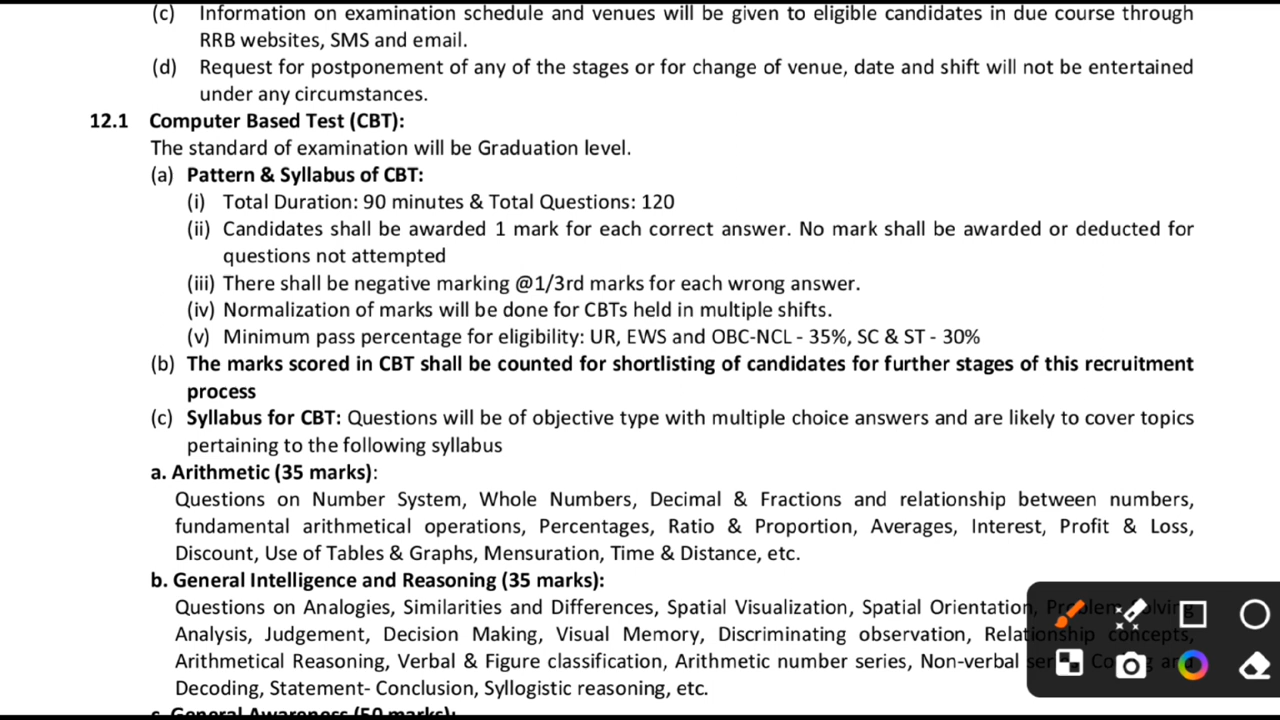 (c) Information on examination schedule and venues will be given to eligible candidates in due course through
RRB websites, SMS and email.
(d) Request for postponement of any of the stages or for change of venue, date and shift will not be entertained
under any circumstances.
12.1 Computer Based Test (CBT):
The standard of examination will be Graduation level.
(a) Pattern & Syllabus of CBT:
(i) Total Duration: 90 minutes & Total Questions: 120
(ii) Candidates shall be awarded 1 mark for each correct answer. No mark shall be awarded or deducted for
questions not attempted
(iii) There shall be negative marking @1/3rd marks for each wrong answer.
(iv) Normalization of marks will be done for CBTs held in multiple shifts.
(v) Minimum pass percentage for eligibility: UR, EWS and OBC-NCL - 35%, SC & ST - 30%
(b) The marks scored in CBT shall be counted for shortlisting of candidates for further stages of this recruitment
process
(c) Syllabus for CBT: Questions will be of objective type with multiple choice answers and are likely to cover topics
pertaining to the following syllabus
a. Arithmetic (35 marks):
Questions on Number System, Whole Numbers, Decimal & Fractions and relationship between numbers,
fundamental arithmetical operations, Percentages, Ratio & Proportion, Averages, Interest, Profit & Loss,
Discount, Use of Tables & Graphs, Mensuration, Time & Distance, etc.
b. General Intelligence and Reasoning (35 marks):
Questions on Analogies, Similarities and Differences, Spatial Visualization, Spatial Orientation,
Analysis, Judgement, Decision Making, Visual Memory, Discriminating observation, Relationship concepts,
Arithmetical Reasoning, Verbal & Figure classification, Arithmetic number series, Non-verbal
Decoding, Statement- Conclusion, Syllogistic reasoning, etc.
c. General Awareness (50 marks):